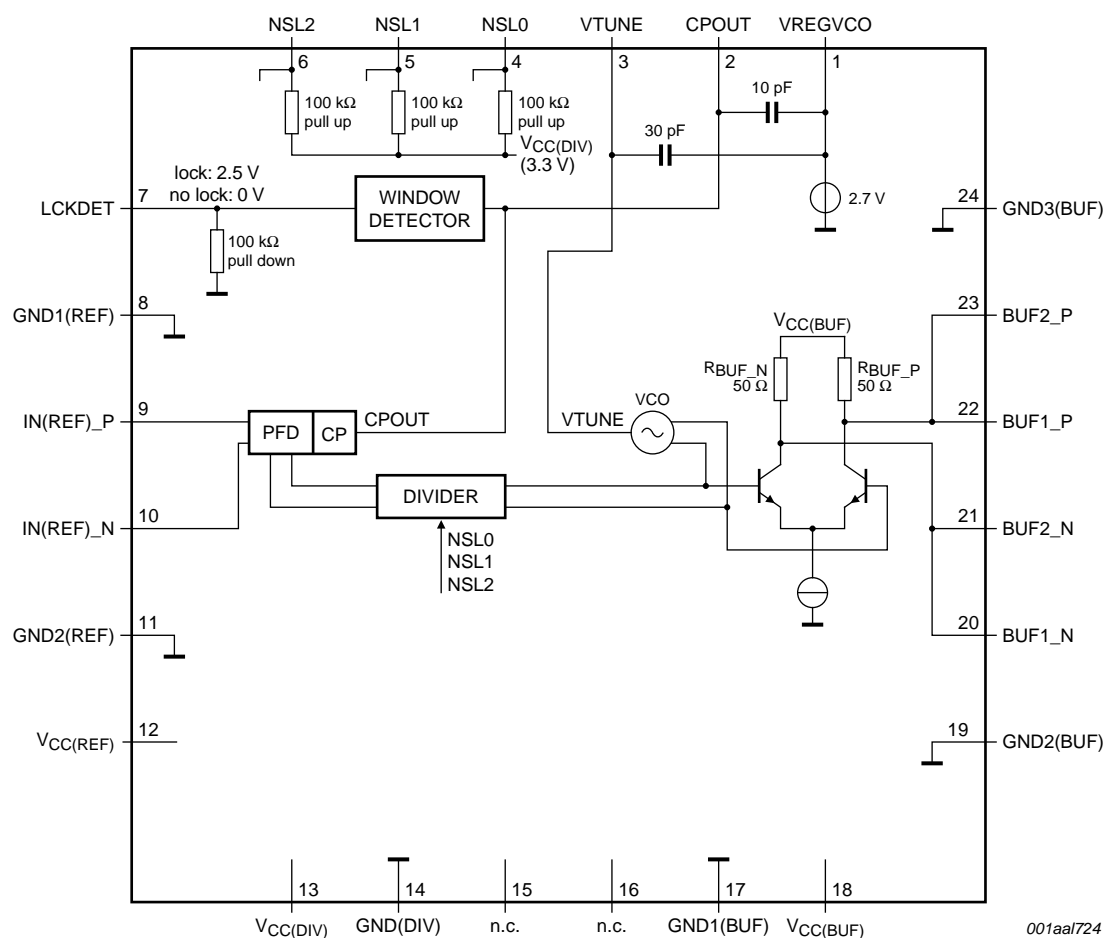 NSL2
NSL1
NSL0
VTUNE
CPOUT
VREGVCO
6
5
4
3
2
1
100 kΩ
pull up
100 kΩ
pull up
100 kΩ
pull up
10 pF
30 pF
VCC(DIV)
(3.3 V)
lock: 2.5 V
no lock: 0 V
LCKDET
7
WINDOW
DETECTOR
2.7 V
24
GND3(BUF)
100 kΩ
pull down
GND1(REF)
8
23
BUF2_P
VCC(BUF)
RBUF_N
50 Ω
RBUF_P
50 Ω
IN(REF)_P
9
PFD
CP
CPOUT
VTUNE
VCO
22
BUF1_P
DIVIDER
IN(REF)_N
10
NSL0
NSL1
NSL2
21
BUF2_N
GND2(REF)
11
20
BUF1_N
VCC(REF)
12
19
GND2(BUF)
13
14
15
16
17
18
VCC(DIV)
GND(DIV)
n.c.
n.c.
GND1(BUF)
VCC(BUF)
001aal724